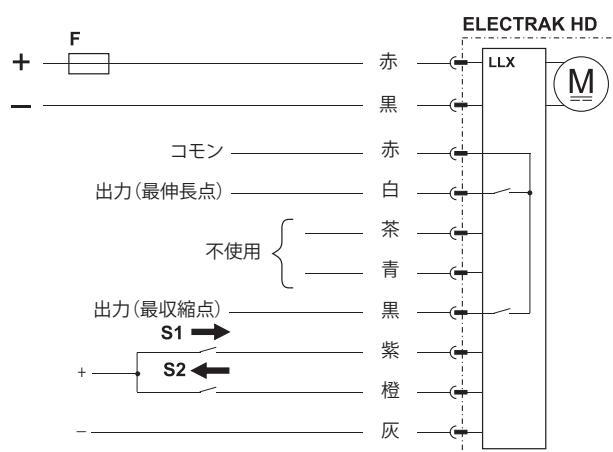 ELECTRAK HD
F
+ 赤 LLX
M
− 黒
コモン 赤
出力(最伸長点) 白
茶
不使用
青
出力(最収縮点) 黒
S1
紫
+ S2
橙
− 灰